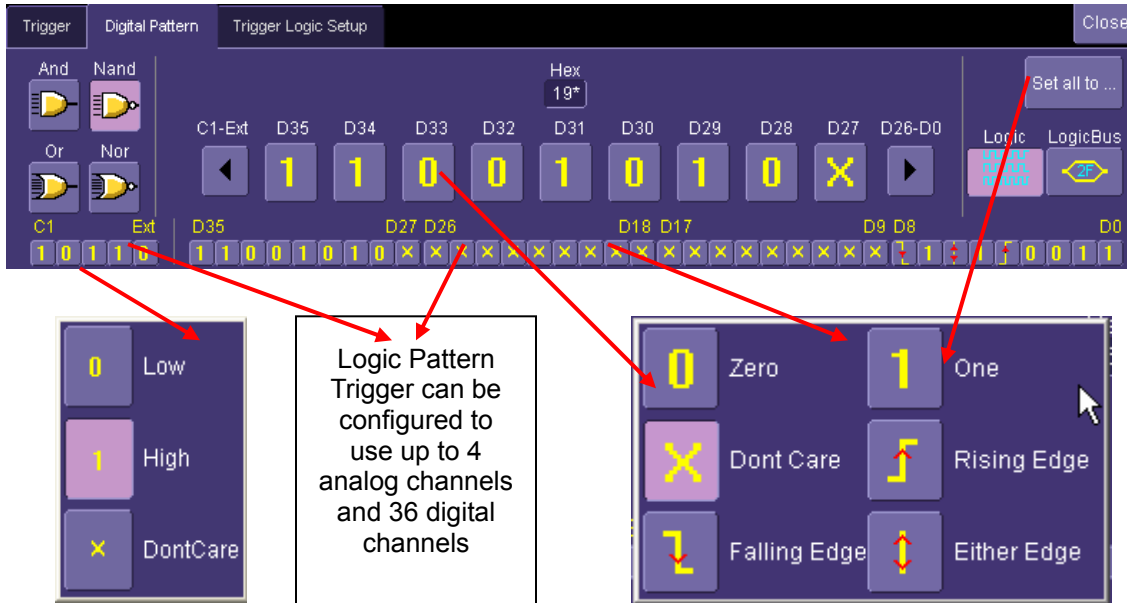 Trigger Digital Pattern Trigger Logic Setup Close
And Nand Hex
19*
Set all to ...
C1-Ext D35 D34 D33 D32 D31 D30 D29 D28 D27 D26-D0
Or Nor Logic LogicBus
1 1 0 0 1 0 1 0 X
2F
C1 Ext D35 D27 D26 D18 D17 D9 D8 D0
1 0 1 1 0 1 1 0 0 1 0 1 0 X X X X X X X X X X X X X X X X X X X 1 1 0 0 1 1
0 Low
1 High
X DontCare
Logic Pattern
Trigger can be
configured to
use up to 4
analog channels
and 36 digital
channels
0 Zero 1 One
X Dont Care Rising Edge
Falling Edge Either Edge